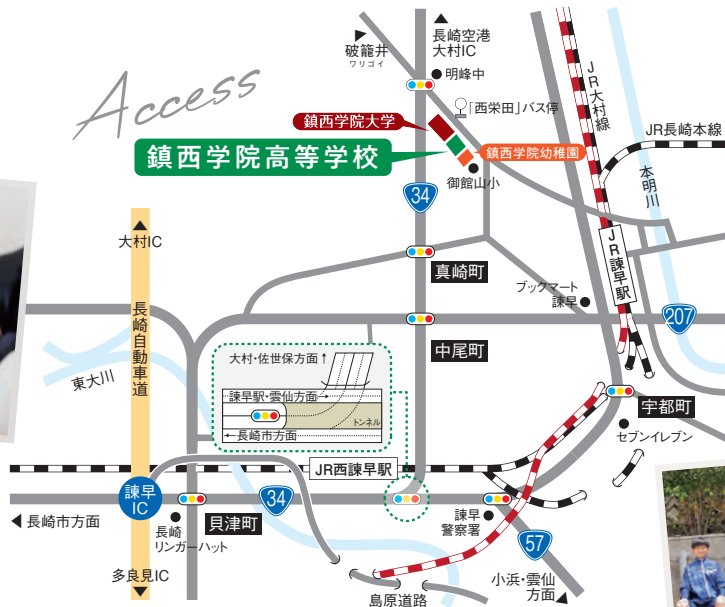 Access
破籠井
ワリゴイ
長崎空港
大村IC
明峰中
「西栄田」バス停
鎮西学院大学
鎮西学院高等学校
鎮西学院幼稚園
御館山小
JR大村線
JR長崎本線
本明川
34
大村IC
真崎町
JR諫早駅
ブックマート
諫早
207
長崎自動車道
中尾町
東大川
大村・佐世保方面↑
諫早駅・雲仙方面→
トンネル
←長崎市方面
宇都町
セブンイレブン
JR西諫早駅
諫早
IC
34
長崎市方面
貝津町
長崎
リンガーハット
諫早
警察署
57
多良見IC
島原道路
小浜・雲仙
方面